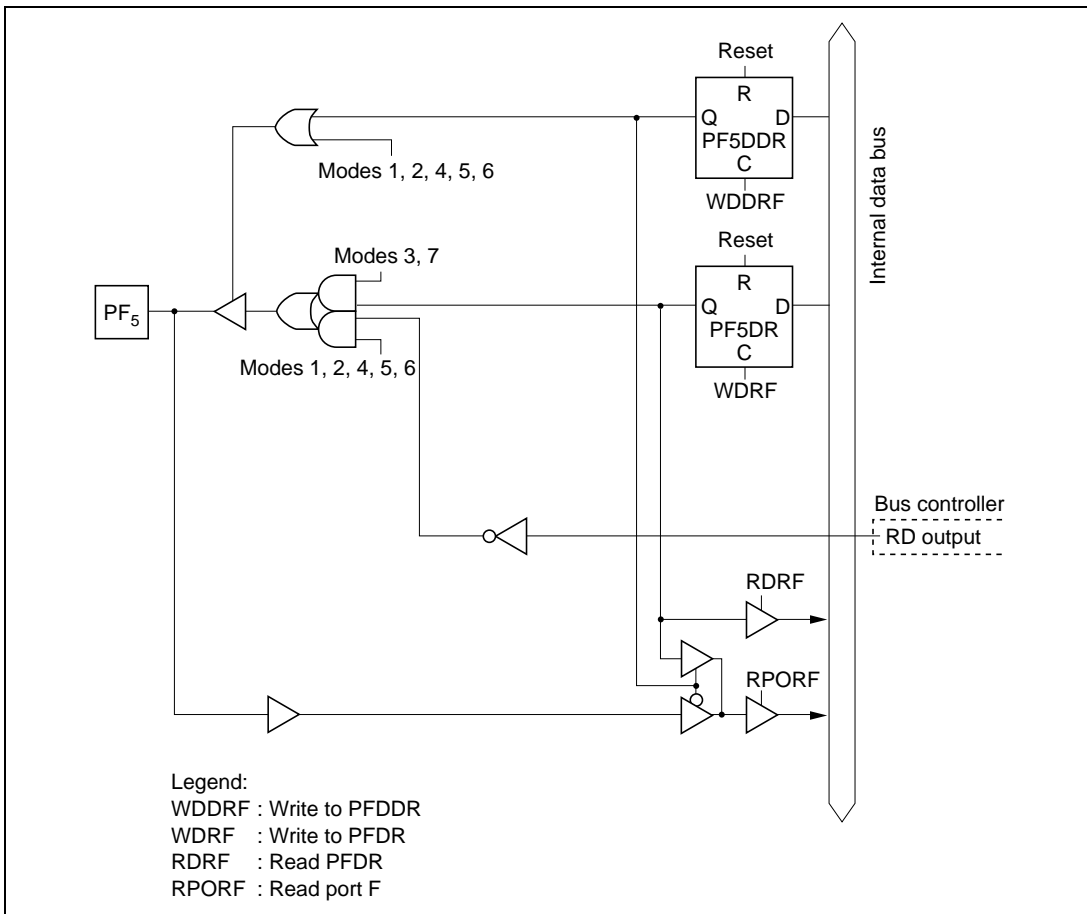 Reset
R
Q D
PF5DDR
C
WDDRF
Modes 1, 2, 4, 5, 6
Internal data bus
Reset
R
Q D
PF5DR
C
WDRF
Modes 3, 7
PF5
Modes 1, 2, 4, 5, 6
Bus controller
RD output
RDRF
RPORF
Legend:
WDDRF : Write to PFDDR
WDRF : Write to PFDR
RDRF : Read PFDR
RPORF : Read port F